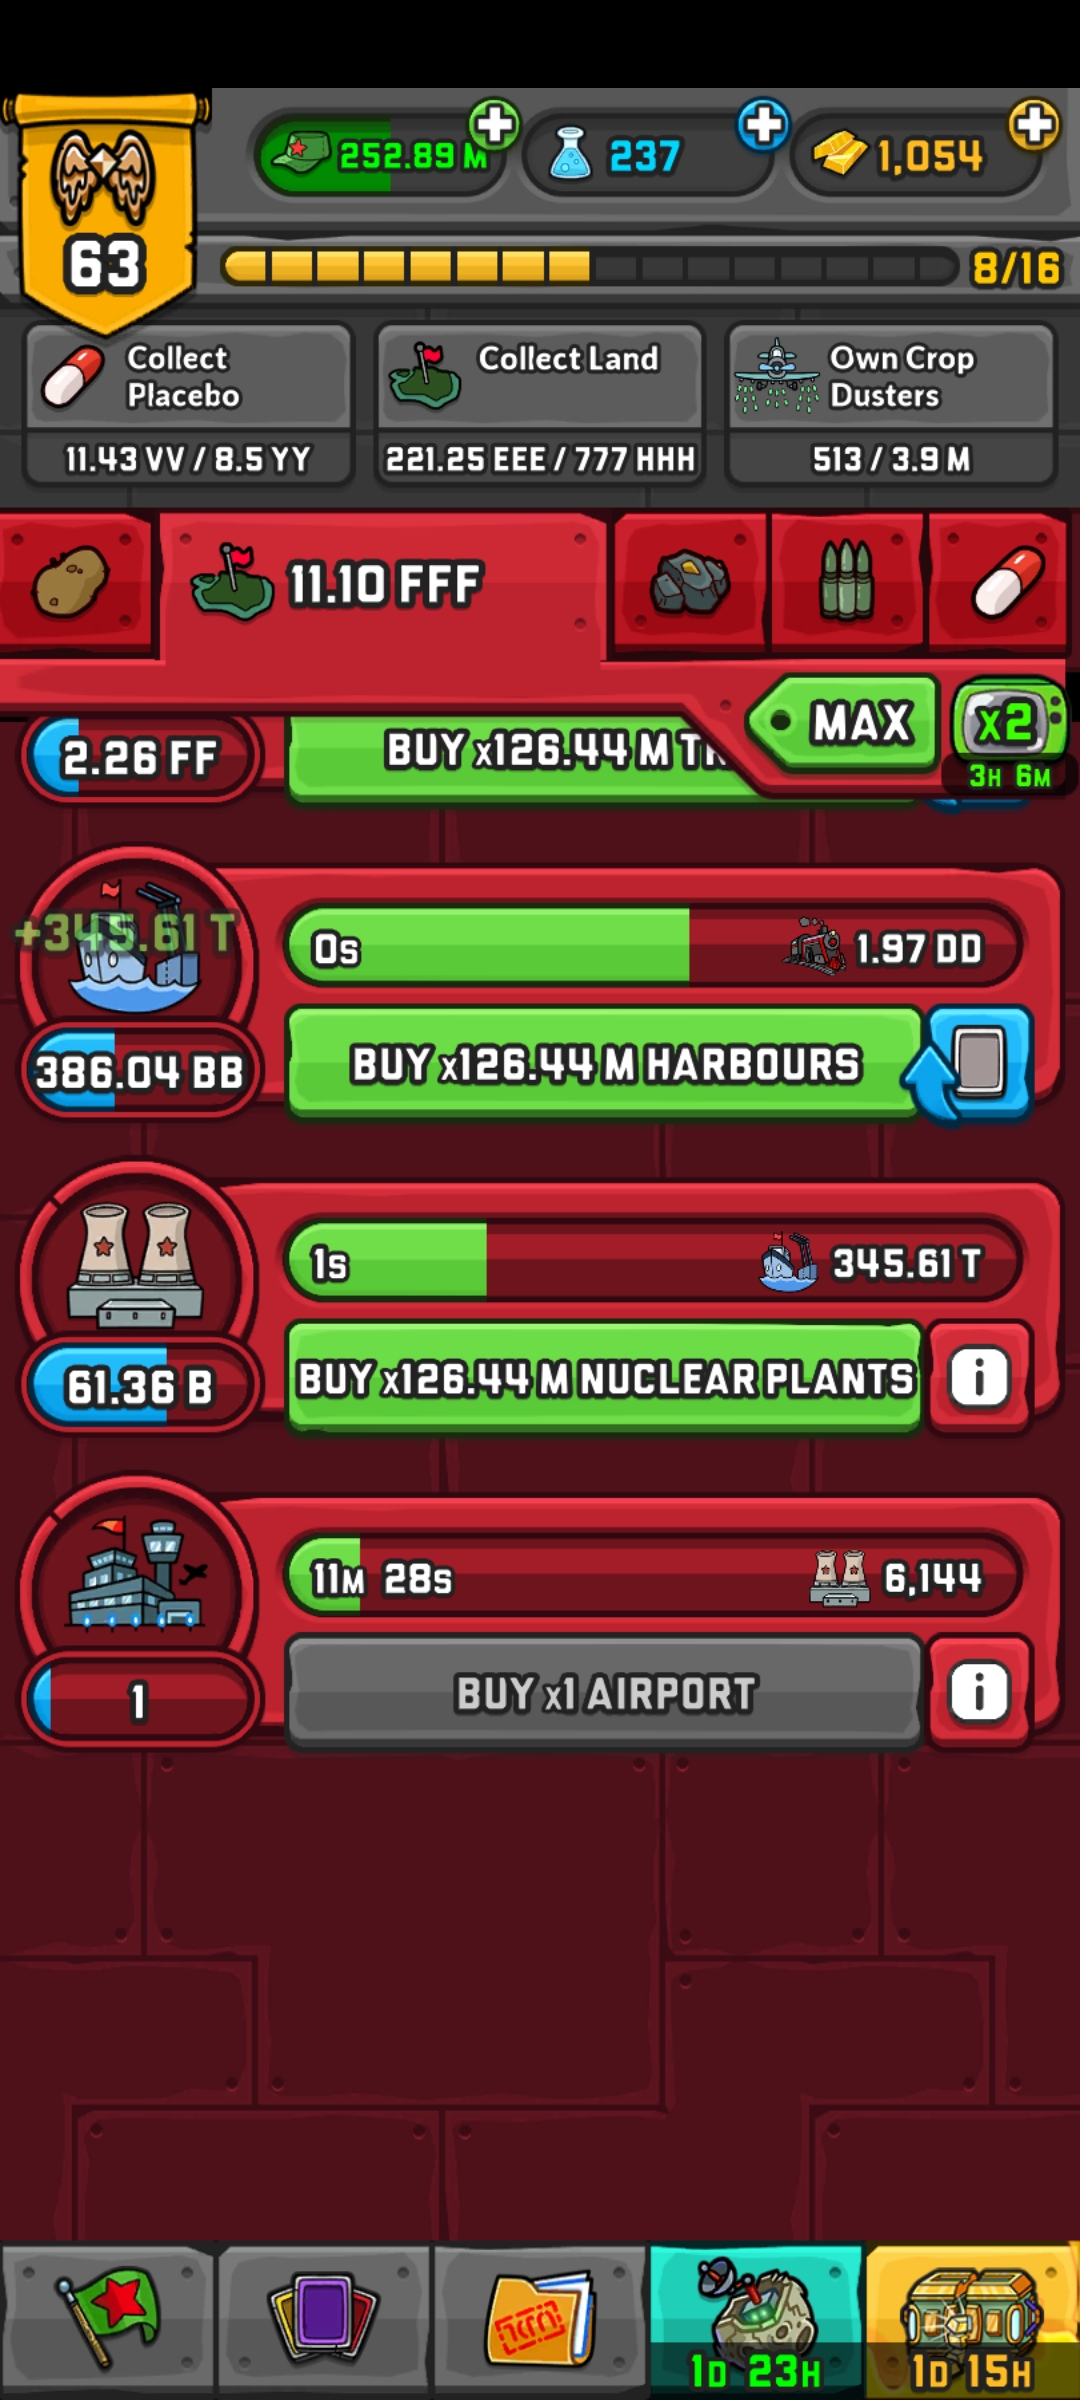 252.89 M
237
1,054
63
8/16
Collect
Placebo
11.43 VV / 8.5 YY
Collect Land
221.25 EEE / 777 HHH
Own Crop
Dusters
513 / 3.9 M
11.10 FFF
MAX
x2
3H 6M
2.26 FF
BUY x126.44 M
+345.61 T
0s
1.97 DD
386.04 BB
BUY x126.44 M HARBOURS
1s
345.61 T
61.36 B
BUY x126.44 M NUCLEAR PLANTS
i
11M 28s
6,144
1
BUY x1 AIRPORT
i
1D 23H
1D 15H